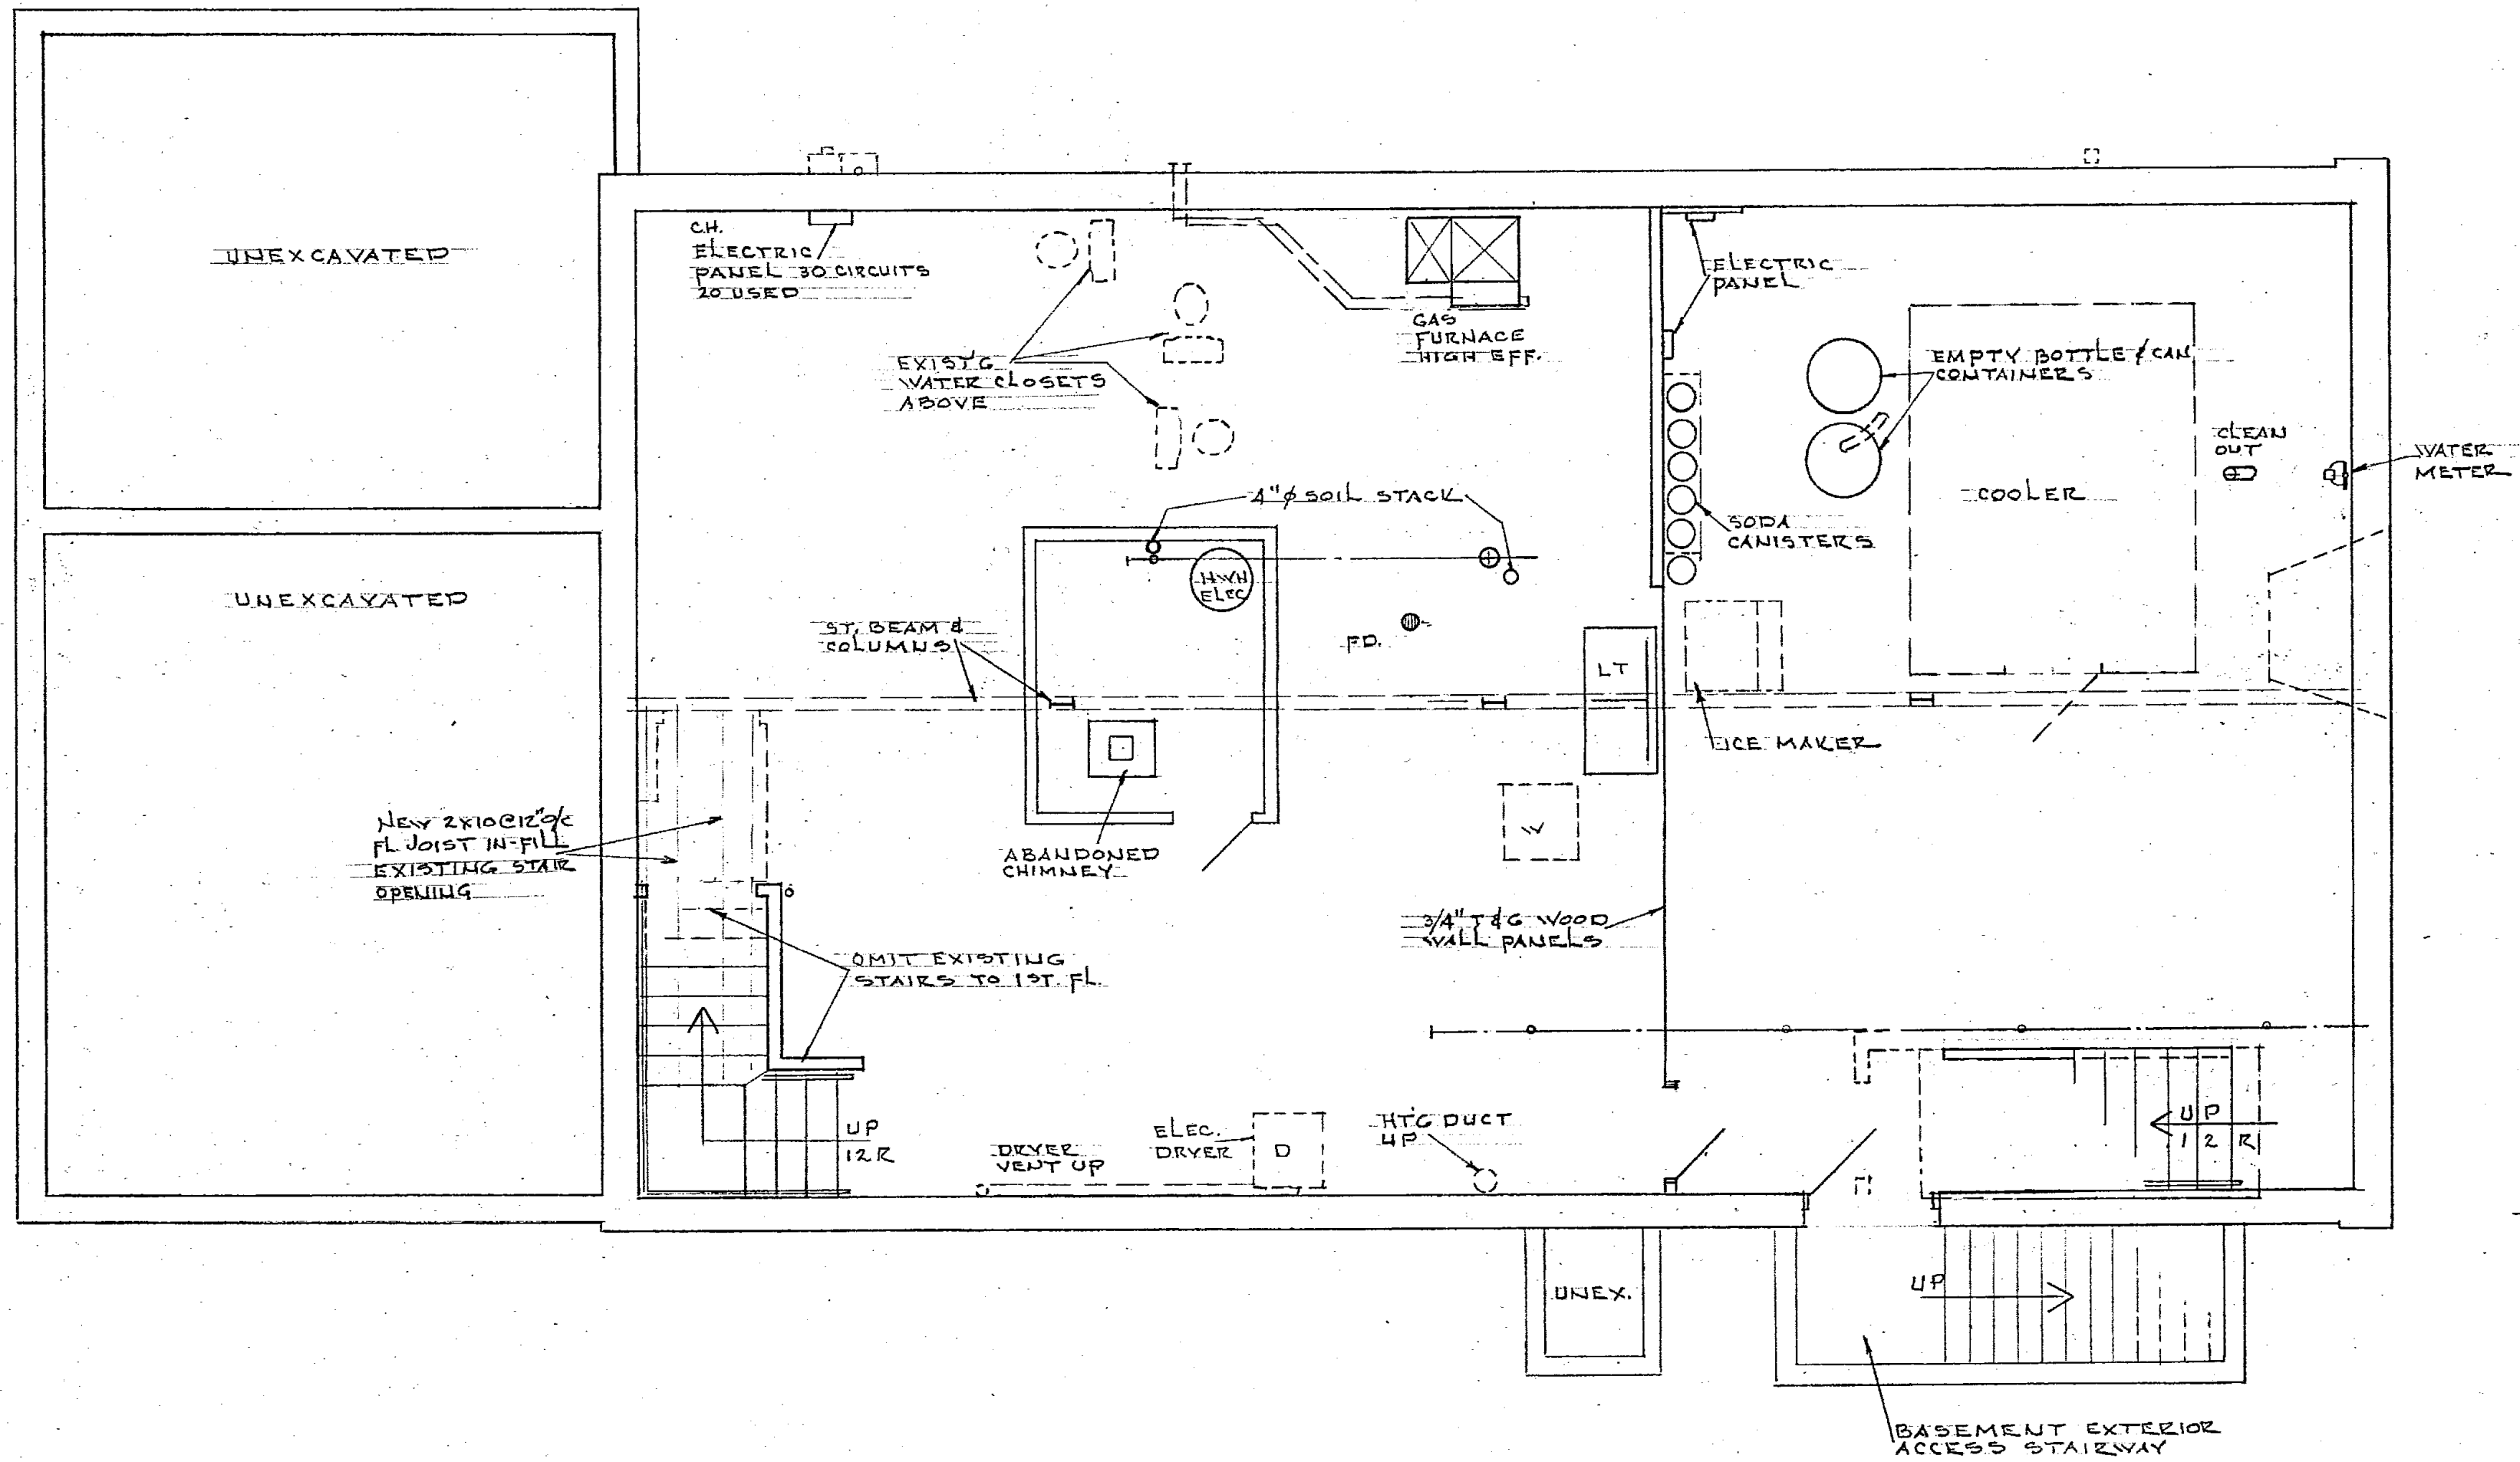 UNEXCAVATED
C.H.
ELECTRIC
PANEL 30 CIRCUITS
20 USED
ELECTRIC
PANEL
GAS
FURNACE
HIGH EFF.
EXIST'G
WATER CLOSETS
ABOVE
EMPTY BOTTLE & CAN
CONTAINERS
CLEAN
OUT
WATER
METER
COOLER
4"ø SOIL STACK
SODA
CANISTERS
HWH
ELEC
UNEXCAVATED
ST. BEAM &
COLUMNS
FD.
LT
ICE MAKER
NEW 2X10@12"O/C
FL JOIST IN-FILL
EXISTING STAIR
OPENING
ABANDONED
CHIMNEY
W
3/4" T&G WOOD
WALL PANELS
OMIT EXISTING
STAIRS TO 1ST. FL.
UP
12R
DRYER
VENT UP
ELEC.
DRYER
D
HTG DUCT
UP
UP
12R
UNEX.
UP
BASEMENT EXTERIOR
ACCESS STAIRWAY